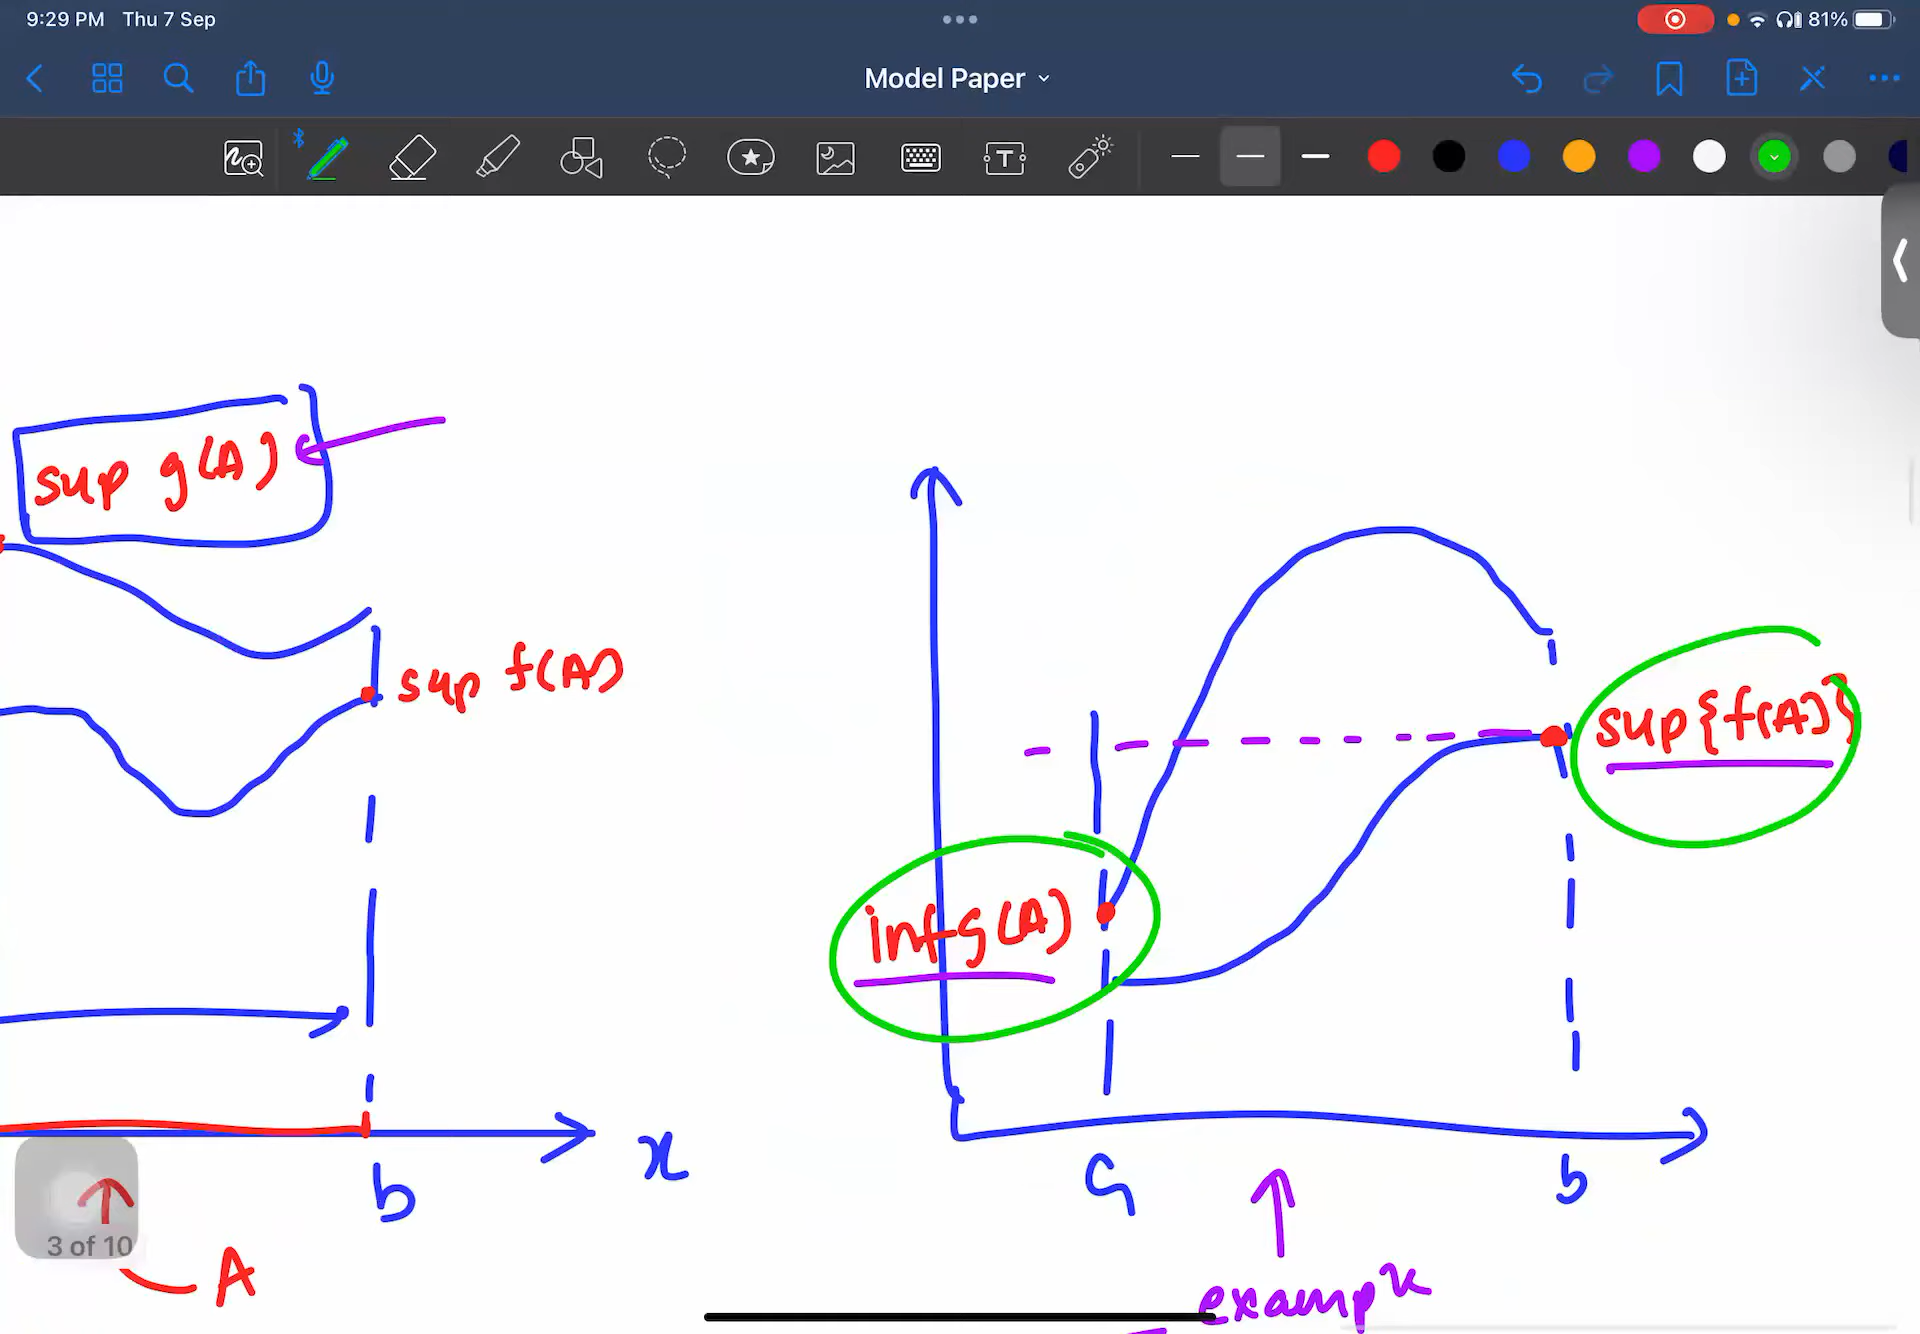 9:29 PM Thu 7 Sep
81%
Model Paper
T
sup g(A)
sup f(A)
sup{f(A)}
inf g(A)
x
b
a
b
3 of 10
A
example